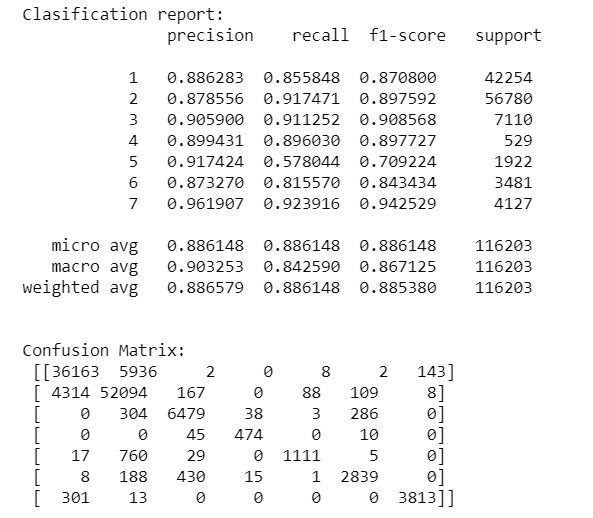 Clasification report:
precision recall f1-score support
1 0.886283 0.855848 0.870800 42254
2 0.878556 0.917471 0.897592 56780
3 0.905900 0.911252 0.908568 7110
4 0.899431 0.896030 0.897727 529
5 0.917424 0.578044 0.709224 1922
6 0.873270 0.815570 0.843434 3481
7 0.961907 0.923916 0.942529 4127
micro avg 0.886148 0.886148 0.886148 116203
macro avg 0.903253 0.842590 0.867125 116203
weighted avg 0.886579 0.886148 0.885380 116203
Confusion Matrix:
[[36163 5936 2 0 8 2 143]
[ 4314 52094 167 0 88 109 8]
[ 0 304 6479 38 3 286 0]
[ 0 0 45 474 0 10 0]
[ 17 760 29 0 1111 5 0]
[ 8 188 430 15 1 2839 0]
[ 301 13 0 0 0 0 3813]]